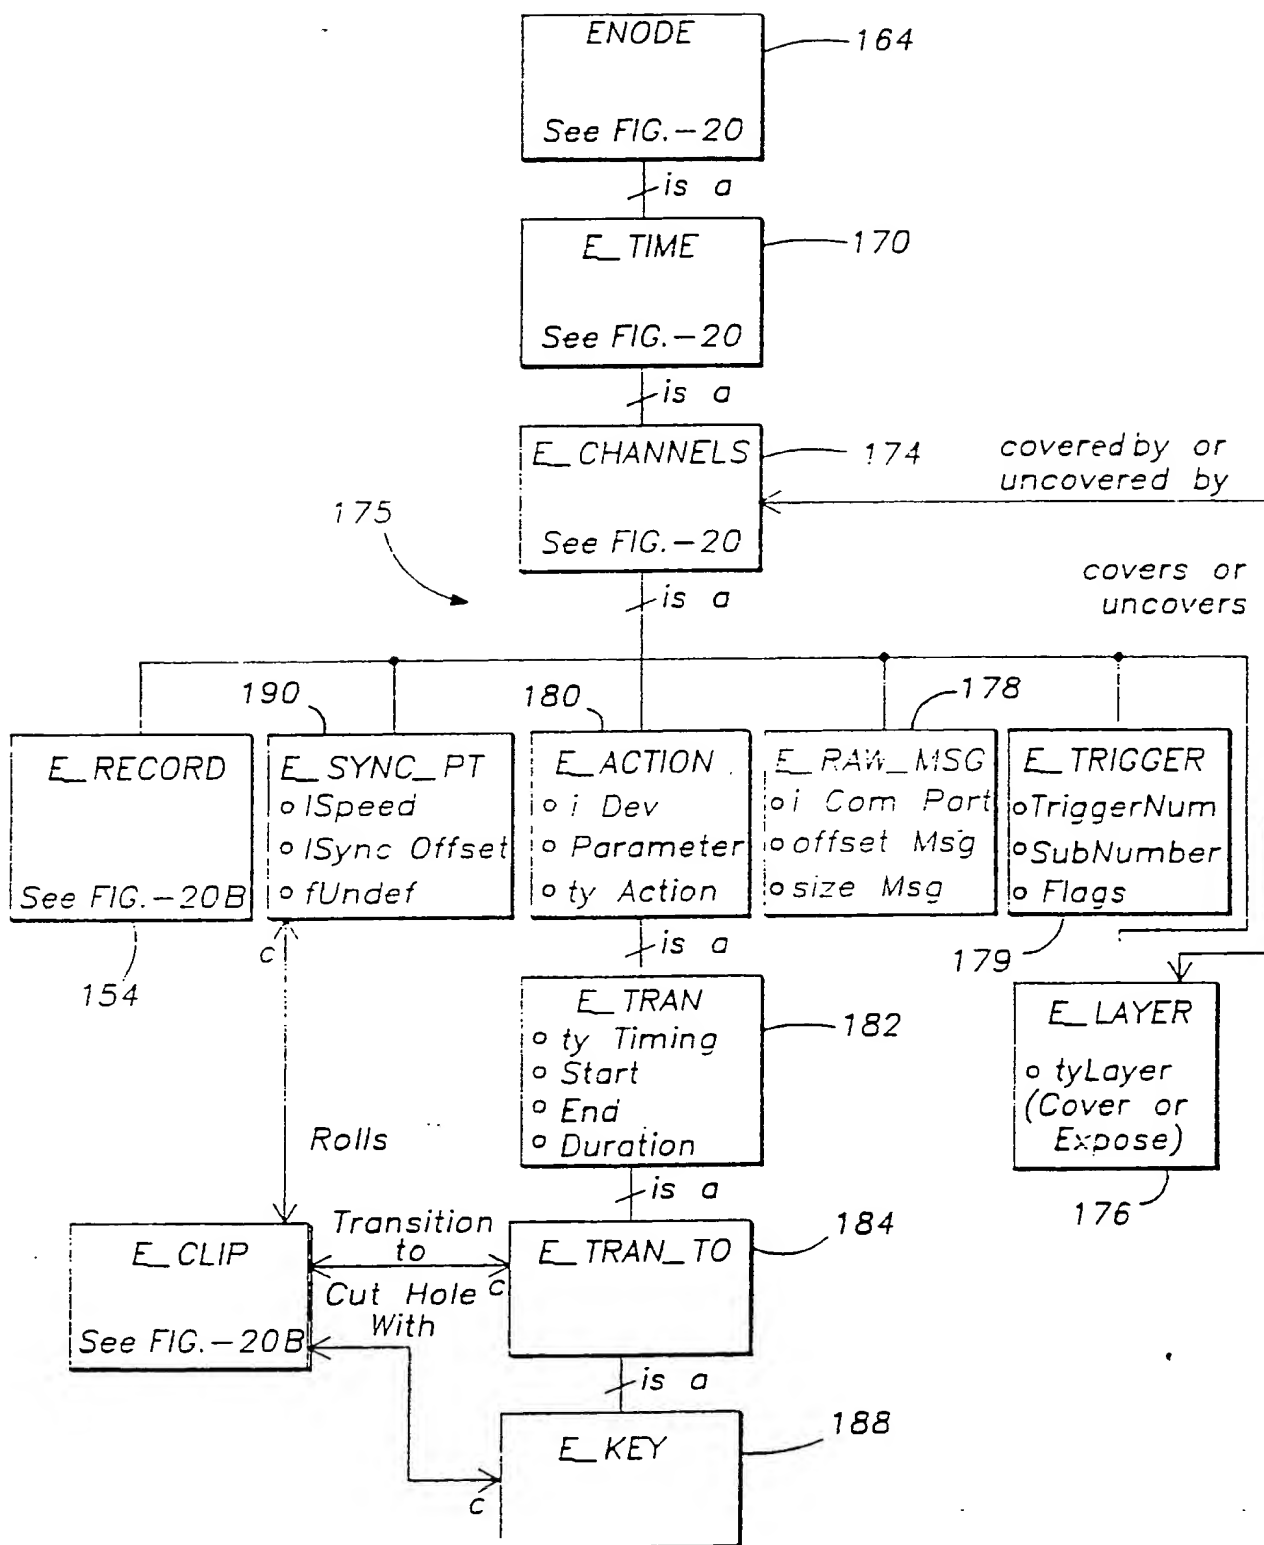 ENODE
164
See FIG.-20
is a
E_TIME
170
See FIG.-20
is a
E_CHANNELS
174
See FIG.-20
covered by or
uncovered by
175
is a
covers or
uncovers
190
180
178
E_RECORD
See FIG.-20B
154
E_SYNC_PT
o lSpeed
o lSync Offset
o fUndef
c
E_ACTION
o i Dev
o Parameter
o ty Action
E_RAW_MSG
o i Com Port
o offset Msg
o size Msg
E_TRIGGER
o TriggerNum
o SubNumber
o Flags
179
is a
E_TRAN
182
o ty Timing
o Start
o End
o Duration
E_LAYER
o tyLayer
(Cover or
Expose)
176
Rolls
is a
E_CLIP
See FIG.-20B
Transition
to
c
Cut Hole
With
E_TRAN_TO
184
is a
E_KEY
188
c